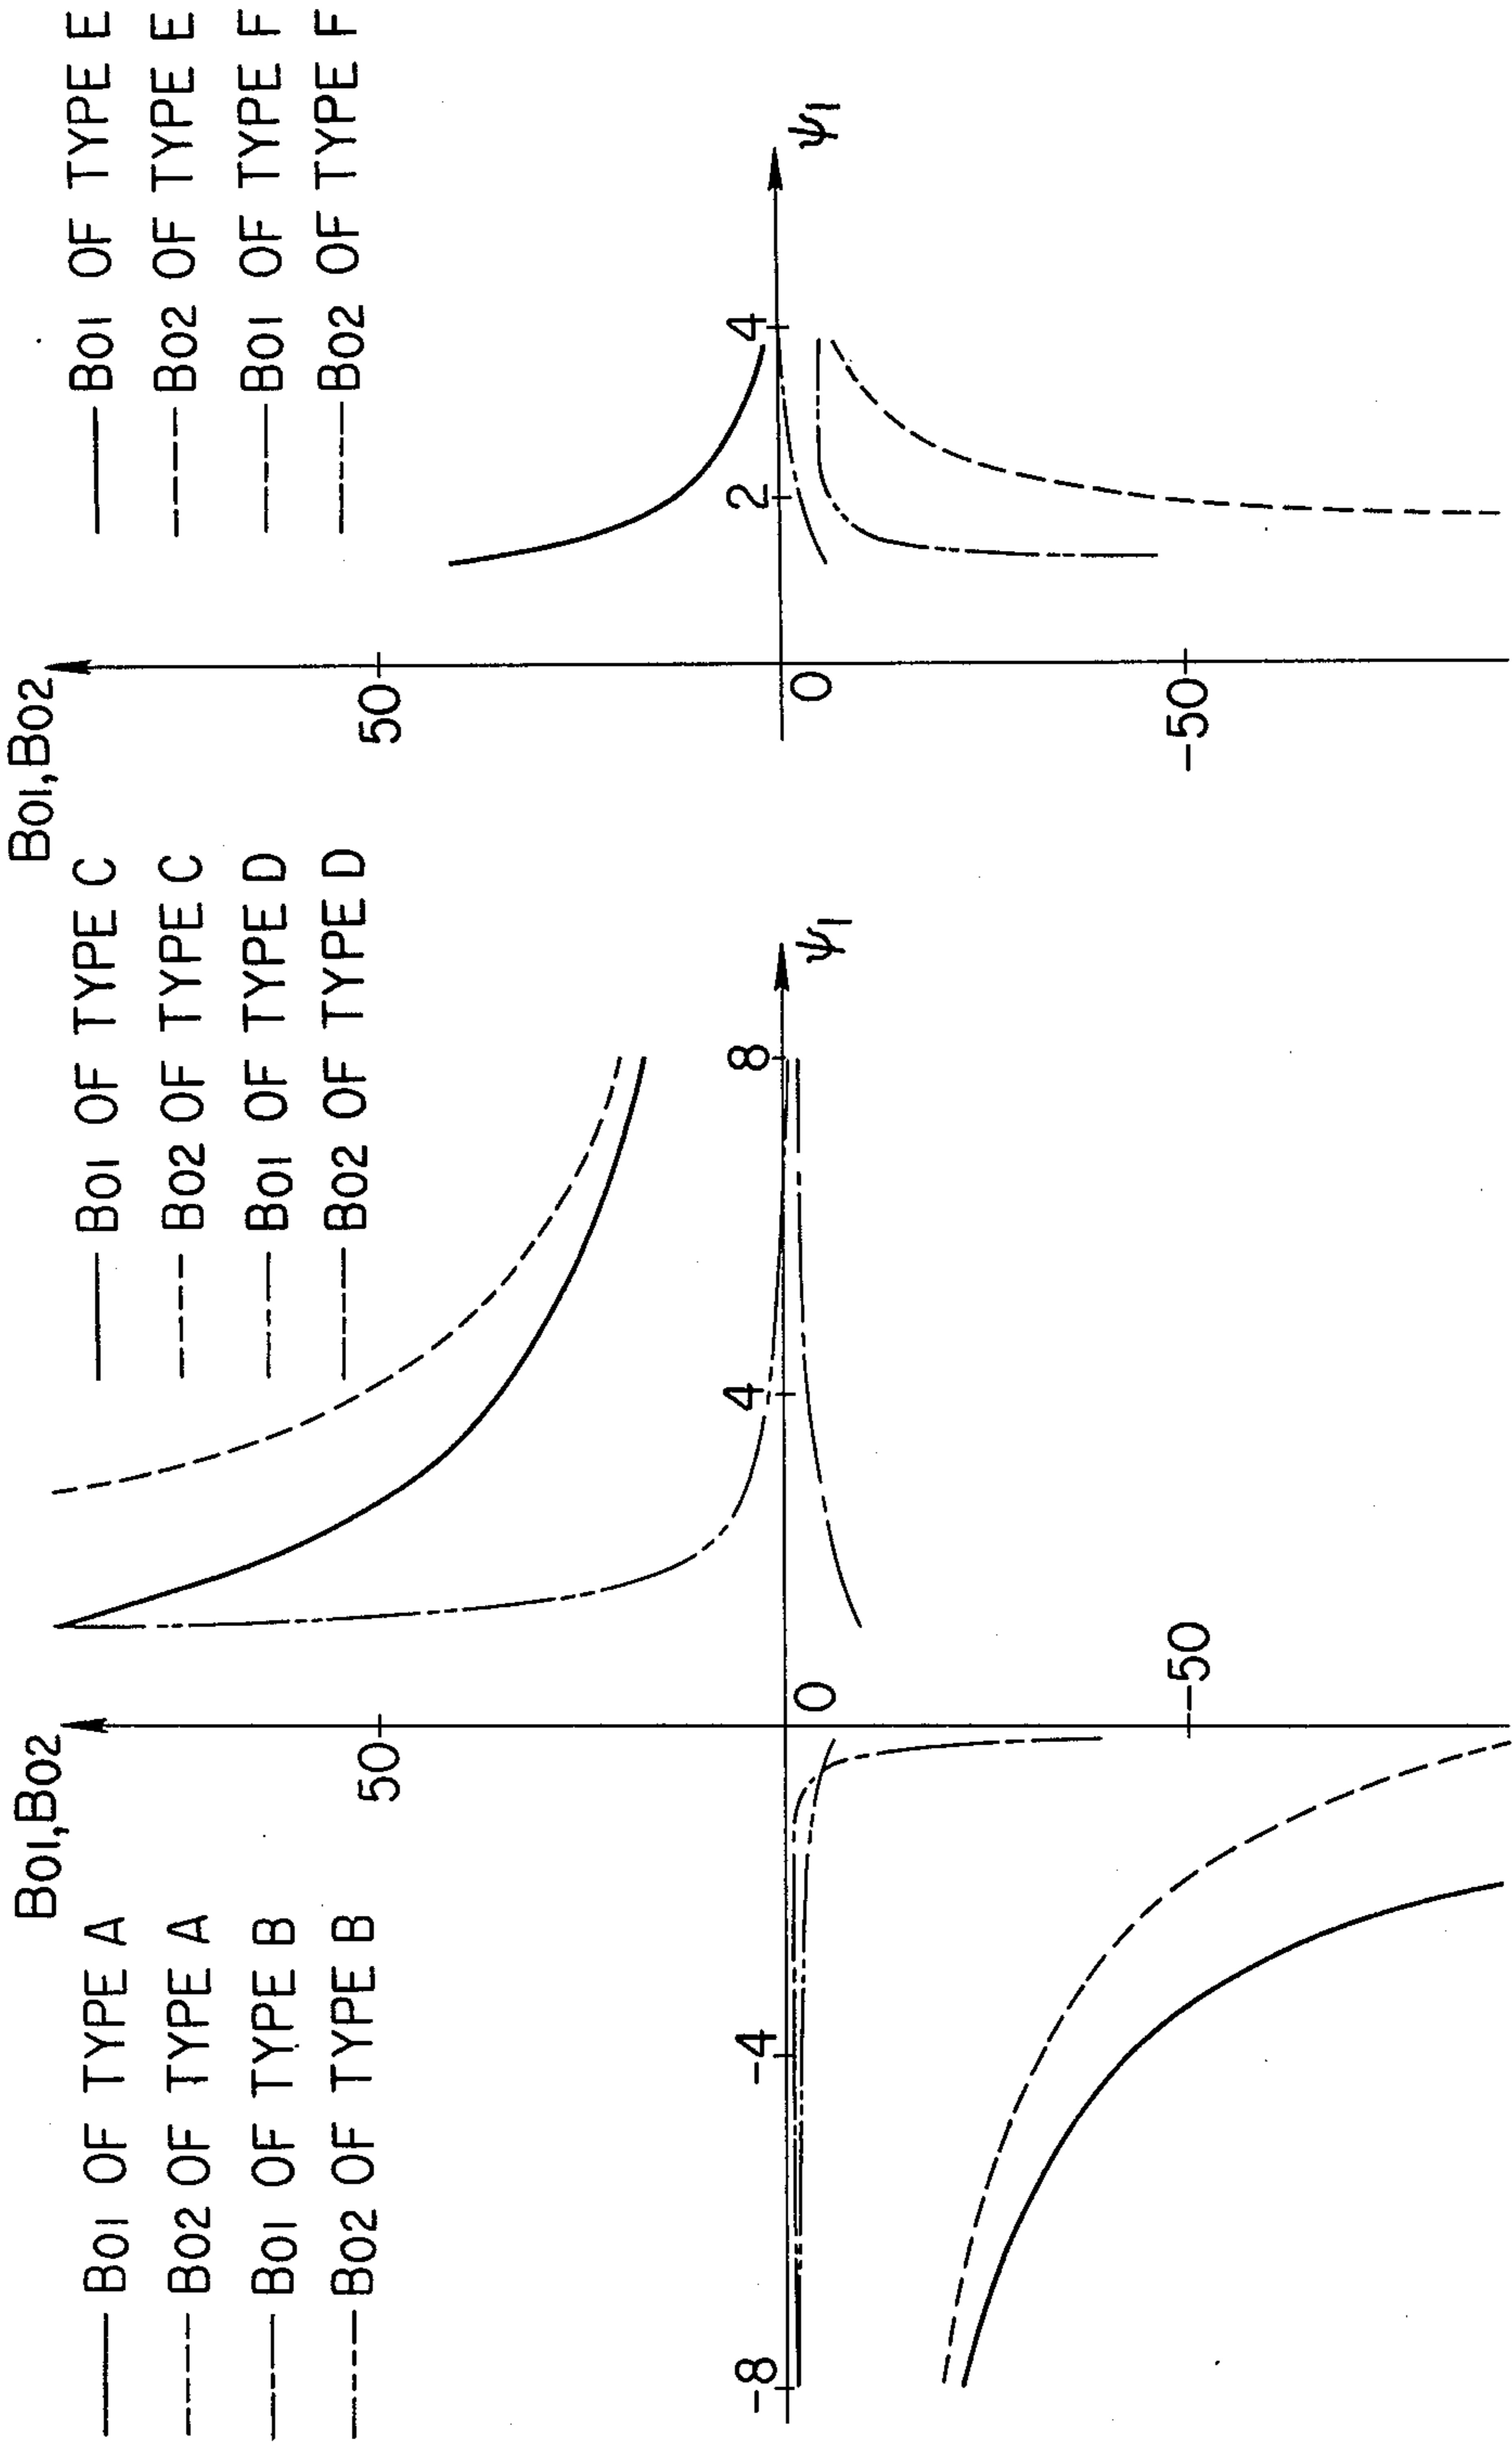 B01 OF TYPE A
B02 OF TYPE A
B01 OF TYPE B
B02 OF TYPE B
B01,B02
B01 OF TYPE C
B02 OF TYPE C
B01 OF TYPE D
B02 OF TYPE D
50
-8
-4
0
4
8
ψ1
-50
B01,B02
B01 OF TYPE E
B02 OF TYPE E
B01 OF TYPE F
B02 OF TYPE F
50
0
2
4
ψ1
-50